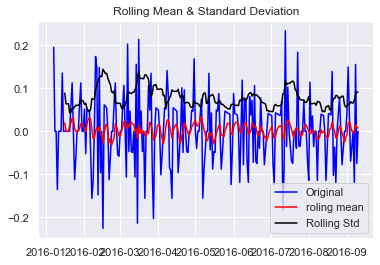 Rolling Mean & Standard Deviation
0.2
0.1
0.0
−0.1
−0.2
Original
roling mean
Rolling Std
2016-01 2016-02 2016-03 2016-04 2016-05 2016-06 2016-07 2016-08 2016-09